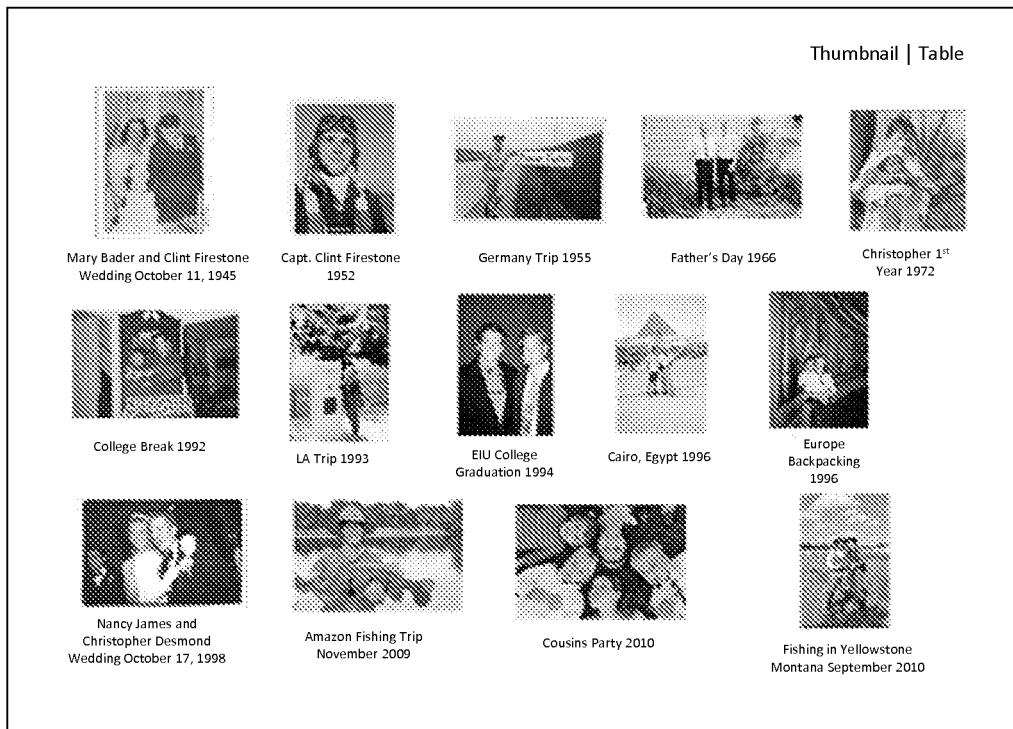 Thumbnail | Table
Mary Bader and Clint Firestone
Wedding October 11, 1945
Capt. Clint Firestone
1952
Germany Trip 1955
Father's Day 1966
Christopher 1st
Year 1972
College Break 1992
LA Trip 1993
EIU College
Graduation 1994
Cairo, Egypt 1996
Europe
Backpacking
1996
Nancy James and
Christopher Desmond
Wedding October 17, 1998
Amazon Fishing Trip
November 2009
Cousins Party 2010
Fishing in Yellowstone
Montana September 2010